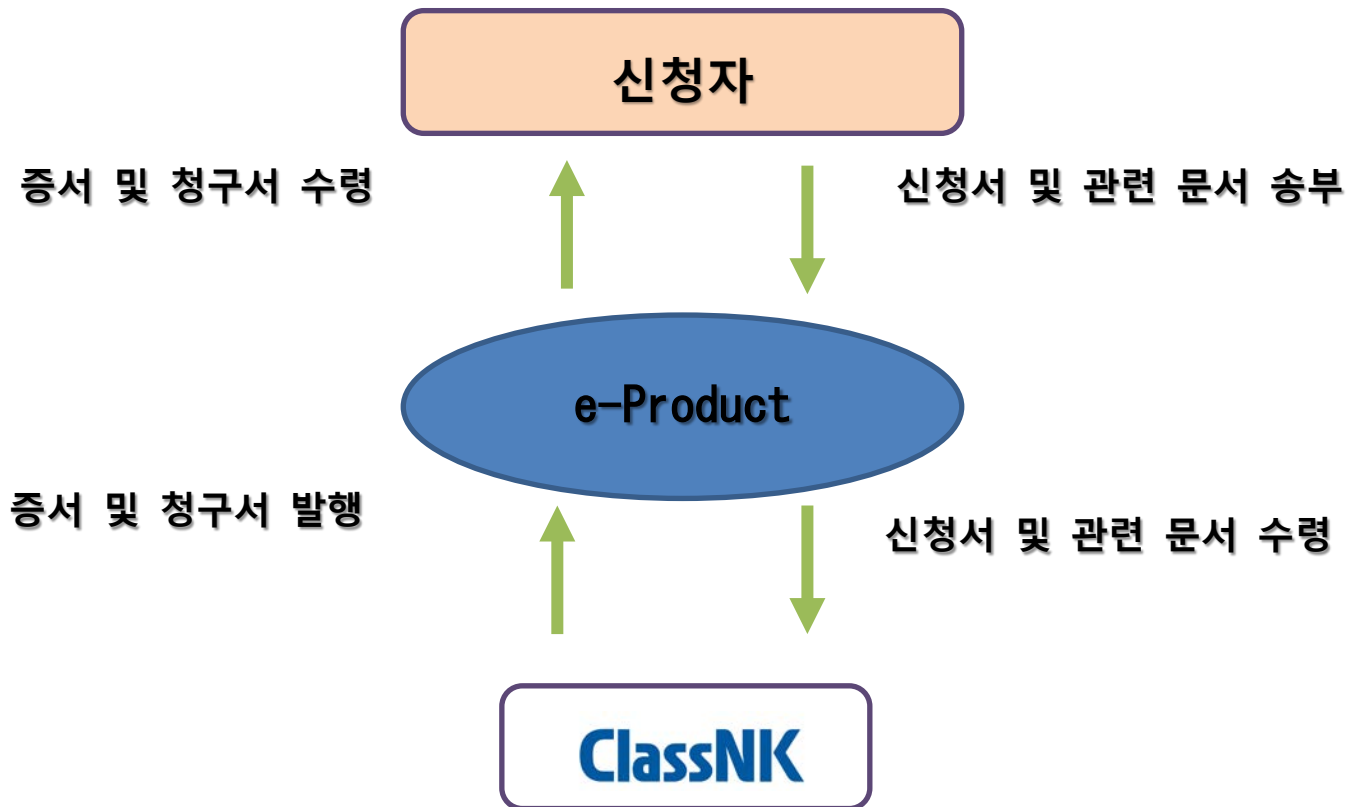 신청자
증서 및 청구서 수령
신청서 및 관련 문서 송부
e-Product
증서 및 청구서 발행
신청서 및 관련 문서 수령
ClassNK